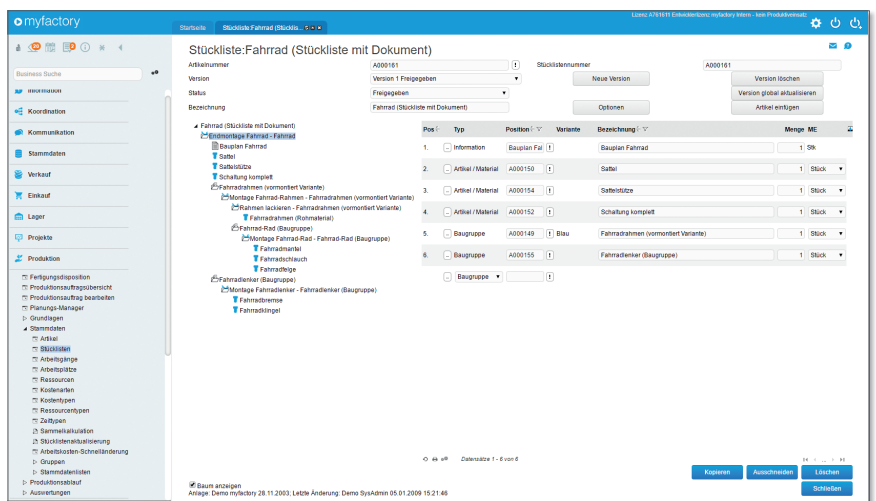 myfactory
Lizenz A761611 Entwicklerlizenz myfactory Intern - kein Produktiveinsatz
Startseite
Stückliste:Fahrrad (Stücklis...
Stückliste:Fahrrad (Stückliste mit Dokument)
Business Suche
Artikelnummer A000161 ! Stücklistennummer A000161
Version Version 1 Freigegeben Neue Version Version löschen
Status Freigegeben Version global aktualisieren
Bezeichnung Fahrrad (Stückliste mit Dokument) Optionen Artikel einfügen
Information
Koordination
Kommunikation
Stammdaten
Verkauf
Einkauf
Lager
Projekte
Produktion
Fertigungsdisposition
Produktionsauftragsübersicht
Produktionsauftrag bearbeiten
Planungs-Manager
Grundlagen
Stammdaten
Artikel
Stücklisten
Arbeitsgänge
Arbeitsplätze
Ressourcen
Kostenarten
Kostentypen
Ressourcentypen
Zeittypen
Sammelkalkulation
Stücklistenaktualisierung
Arbeitskosten-Schnelländerung
Gruppen
Stammdatenlisten
Produktionsablauf
Auswertungen
Fahrrad (Stückliste mit Dokument)
Endmontage Fahrrad - Fahrrad
Bauplan Fahrrad
Sattel
Sattelstütze
Schaltung komplett
Fahrradrahmen (vormontiert Variante)
Montage Fahrrad-Rahmen - Fahrradrahmen (vormontiert Variante)
Rahmen lackieren - Fahrradrahmen (vormontiert Variante)
Fahrradrahmen (Rohmaterial)
Fahrrad-Rad (Baugruppe)
Montage Fahrrad-Rad - Fahrrad-Rad (Baugruppe)
Fahrradmantel
Fahrradschlauch
Fahrradfelge
Fahrradlenker (Baugruppe)
Montage Fahrradlenker - Fahrradlenker (Baugruppe)
Fahrradbremse
Fahrradklingel
Pos Typ Position Variante Bezeichnung Menge ME
1. ... Information Bauplan Fal ! Bauplan Fahrrad 1 Stk
2. ... Artikel / Material A000150 ! Sattel 1 Stück
3. ... Artikel / Material A000154 ! Sattelstütze 1 Stück
4. ... Artikel / Material A000152 ! Schaltung komplett 1 Stück
5. ... Baugruppe A000149 ! Blau Fahrradrahmen (vormontiert Variante) 1 Stück
6. ... Baugruppe A000155 ! Fahrradlenker (Baugruppe) 1 Stück
... Baugruppe !
Datensätze 1 - 6 von 6
Kopieren Ausschneiden Löschen
Baum anzeigen
Anlage: Demo myfactory 28.11.2003; Letzte Änderung: Demo SysAdmin 05.01.2009 15:21:46
Schließen